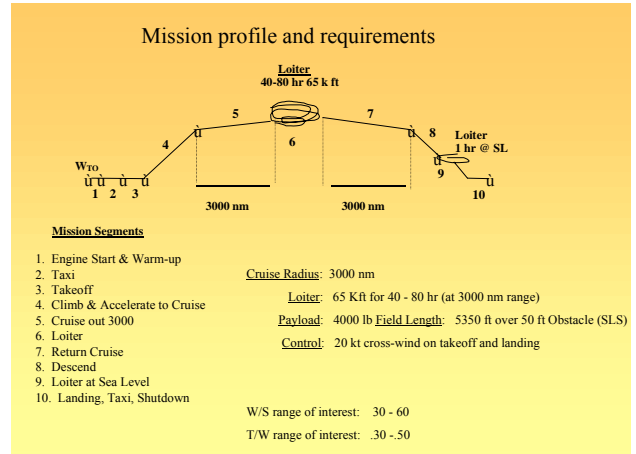 Mission profile and requirements
Loiter
40-80 hr 65 k ft
5
7
ù
6
ù
8
Loiter
1 hr @ SL
4
ù
9
WTO
ù ù ù ù
ù
1 2 3
10
3000 nm 3000 nm
Mission Segments
1. Engine Start & Warm-up
2. Taxi
3. Takeoff
4. Climb & Accelerate to Cruise
5. Cruise out 3000
6. Loiter
7. Return Cruise
8. Descend
9. Loiter at Sea Level
10. Landing, Taxi, Shutdown
Cruise Radius: 3000 nm
Loiter: 65 Kft for 40 - 80 hr (at 3000 nm range)
Payload: 4000 lb Field Length: 5350 ft over 50 ft Obstacle (SLS)
Control: 20 kt cross-wind on takeoff and landing
W/S range of interest: 30 - 60
T/W range of interest: .30 -.50